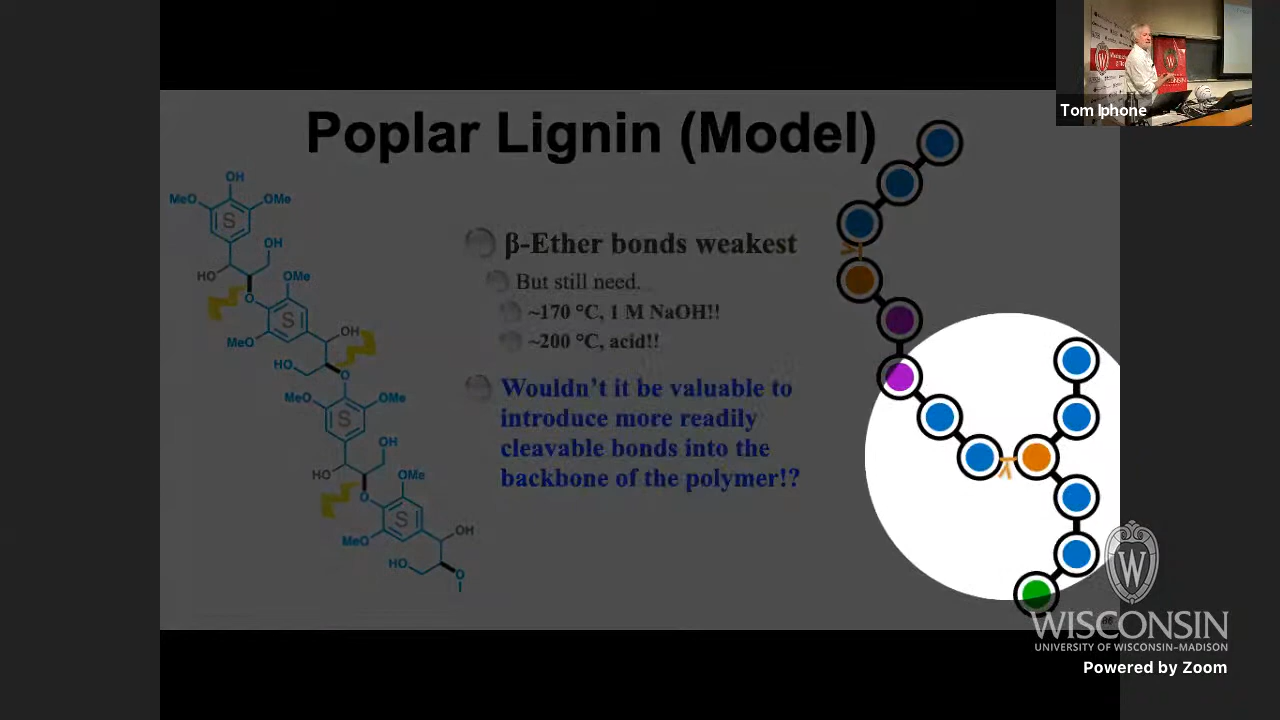 Tom Iphone
Poplar Lignin (Model)
OH
MeO
OMe
S
OH
HO
OMe
S
MeO
OH
HO
MeO
OMe
S
OH
HO
OMe
S
MeO
OH
HO
β-Ether bonds weakest
But still need.
~170 °C, 1 M NaOH!!
~200 °C, acid!!
Wouldn't it be valuable to
introduce more readily
cleavable bonds into the
backbone of the polymer!?
W
WISCONSIN
UNIVERSITY OF WISCONSIN–MADISON
Powered by Zoom